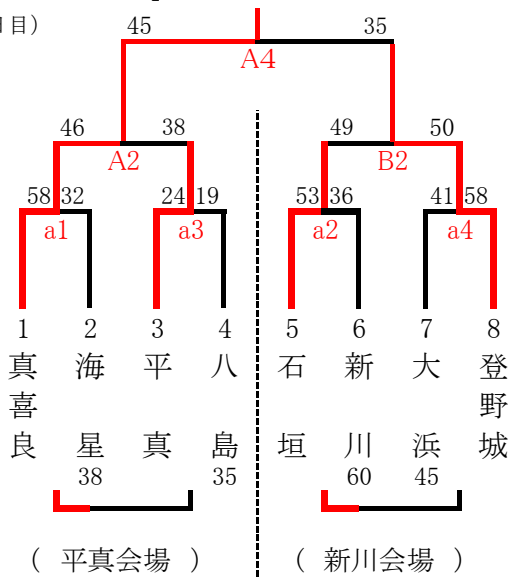 日目）
45 35
A4
46 38 49 50
A2 B2
58 32 24 19 53 36 41 58
a1 a3 a2 a4
1 2 3 4 5 6 7 8
真喜良
海星
平真
八島
石垣
新川
大浜
登野城
38 35 60 45
（ 平真会場 ） （ 新川会場 ）